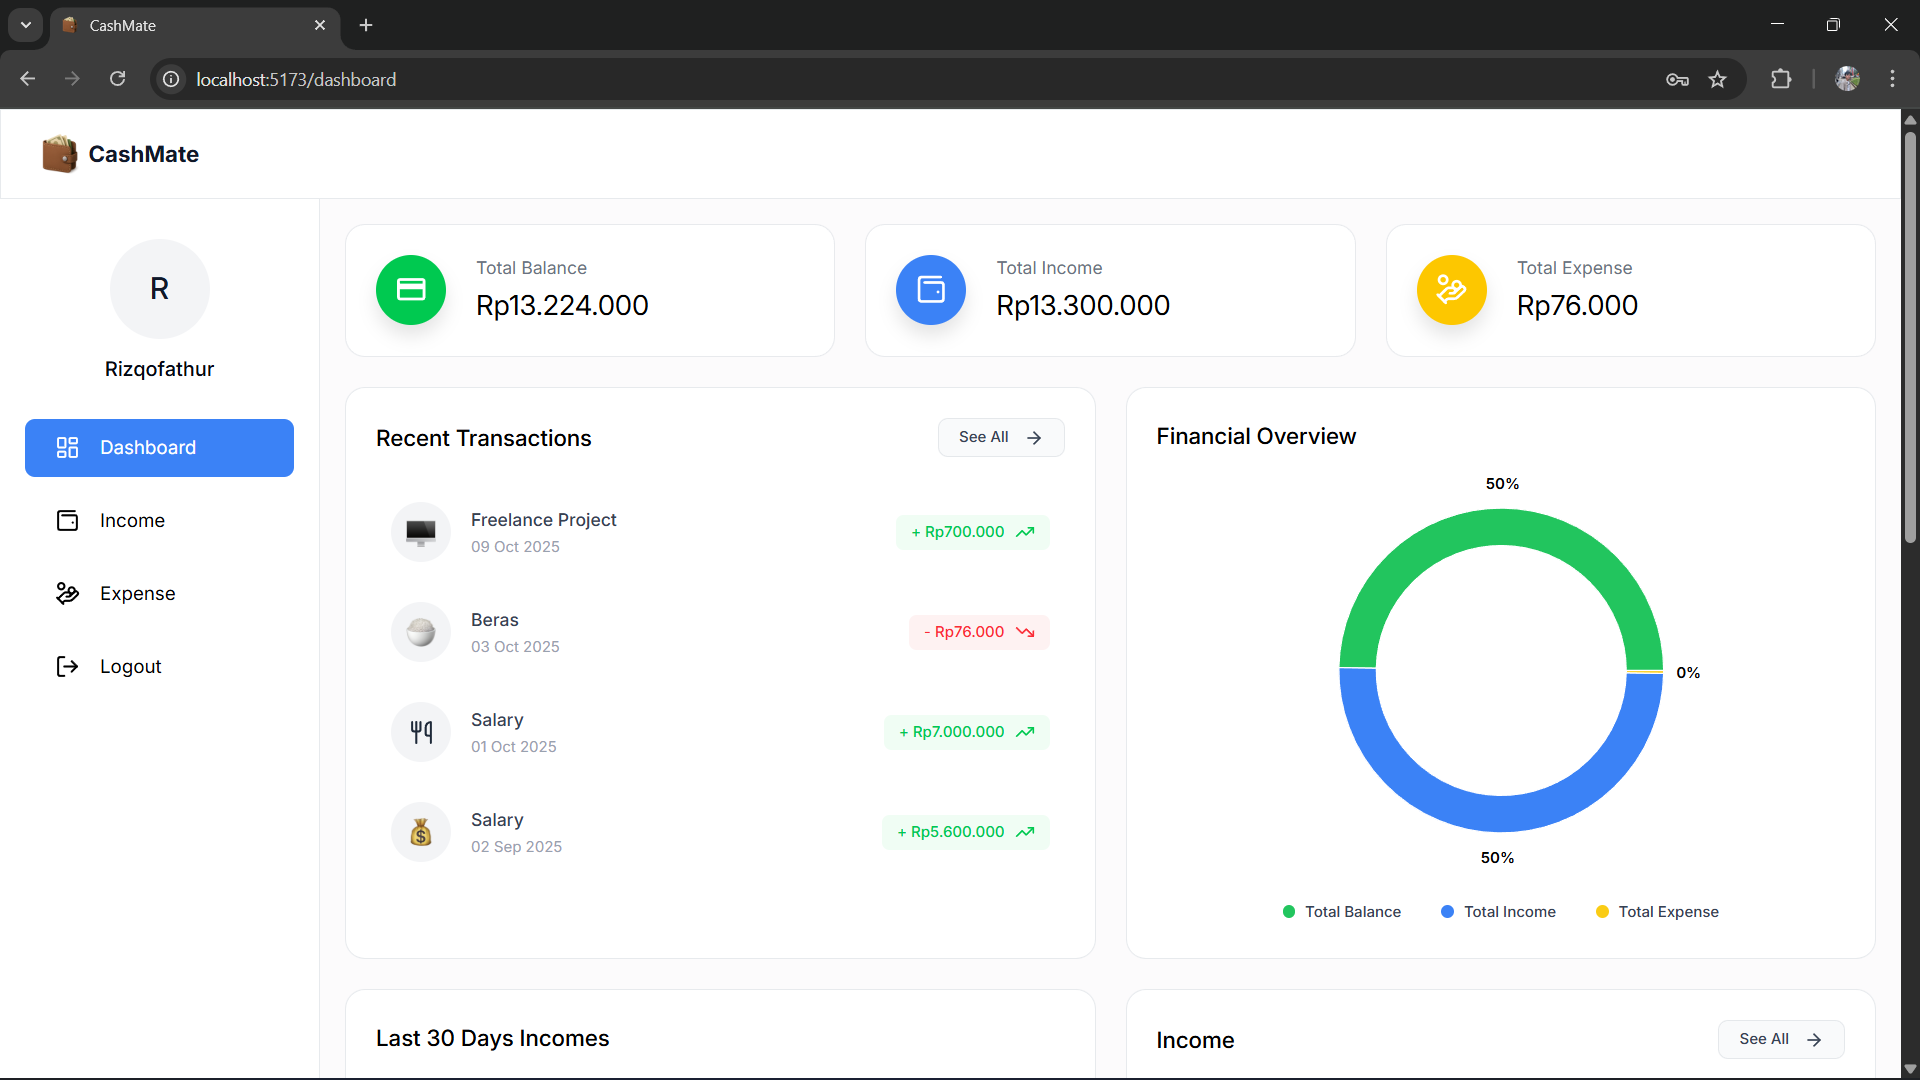 CashMate
localhost:5173/dashboard
CashMate
R
Rizqofathur
Dashboard
Income
Expense
Logout
Total Balance
Rp13.224.000
Total Income
Rp13.300.000
Total Expense
Rp76.000
Recent Transactions
See All
Freelance Project
09 Oct 2025
+ Rp700.000
Beras
03 Oct 2025
- Rp76.000
Salary
01 Oct 2025
+ Rp7.000.000
Salary
02 Sep 2025
+ Rp5.600.000
Financial Overview
50%
0%
50%
Total Balance
Total Income
Total Expense
Last 30 Days Incomes
Income
See All